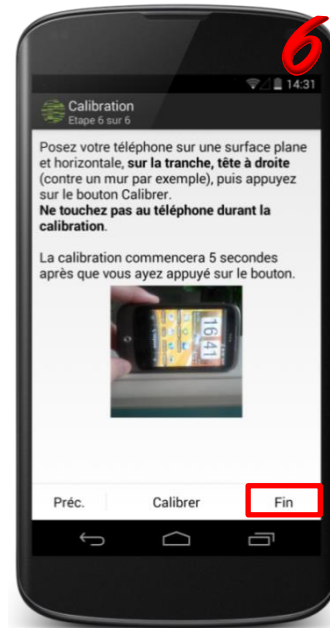 6
14:31
Calibration
Etape 6 sur 6
Posez votre téléphone sur une surface plane
et horizontale, sur la tranche, tête à droite
(contre un mur par exemple), puis appuyez
sur le bouton Calibrer.
Ne touchez pas au téléphone durant la
calibration.
La calibration commencera 5 secondes
après que vous ayez appuyé sur le bouton.
16:41
Préc.
Calibrer
Fin